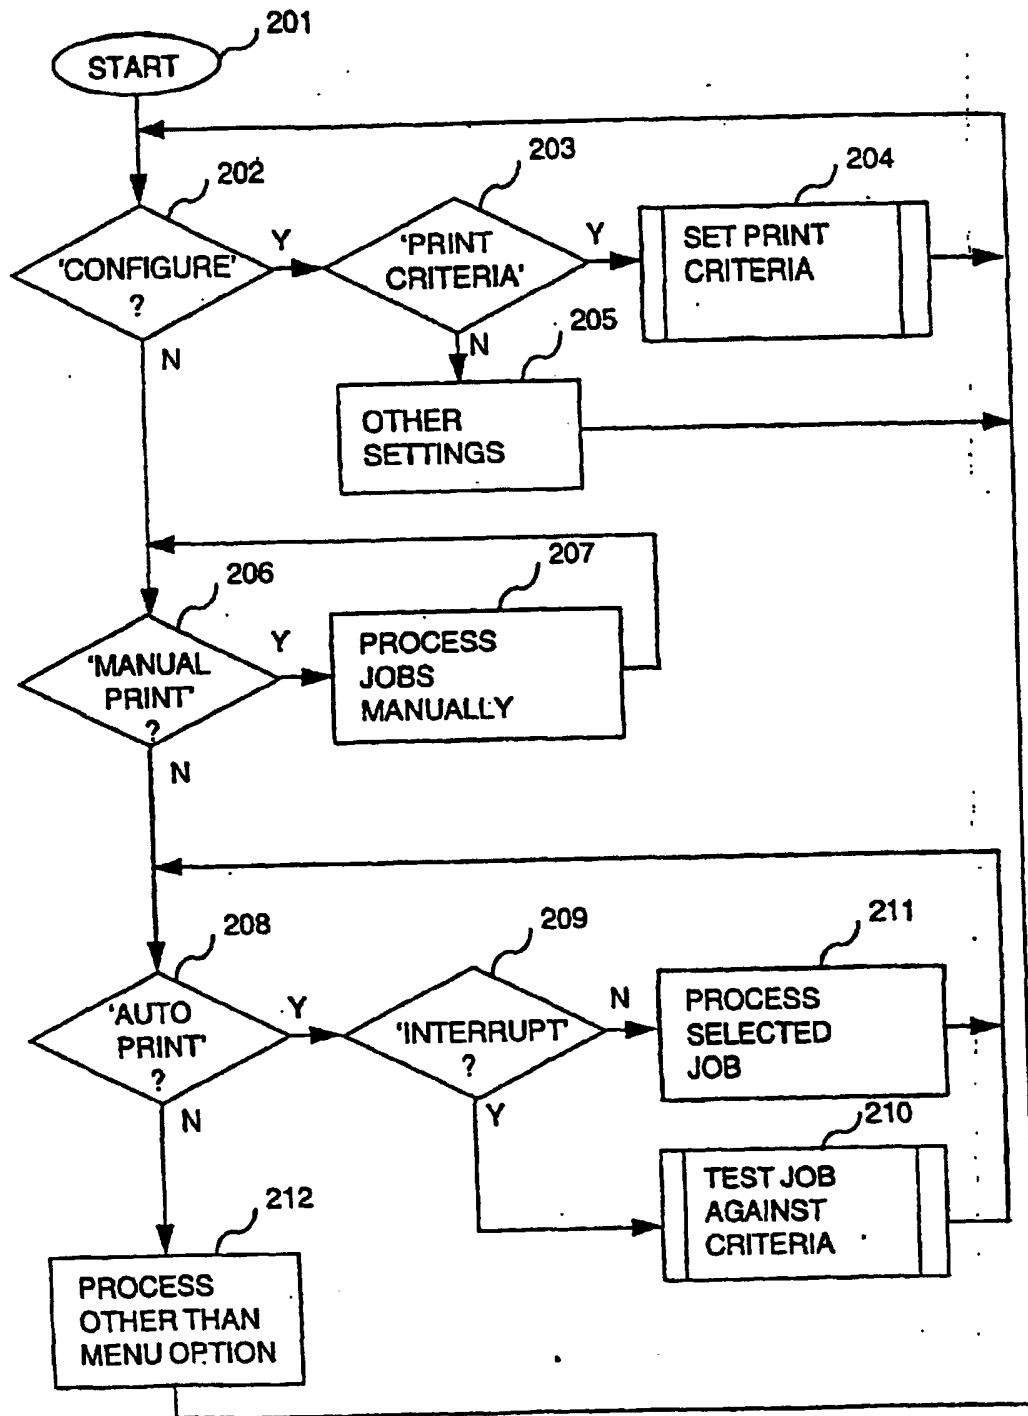 201
START
202
'CONFIGURE'
?
Y
N
203
'PRINT
CRITERIA'
Y
N
204
SET PRINT
CRITERIA
205
OTHER
SETTINGS
206
'MANUAL
PRINT'
?
Y
N
207
PROCESS
JOBS
MANUALLY
208
'AUTO
PRINT'
?
Y
N
209
'INTERRUPT'
?
N
Y
211
PROCESS
SELECTED
JOB
210
TEST JOB
AGAINST
CRITERIA
212
PROCESS
OTHER THAN
MENU OPTION